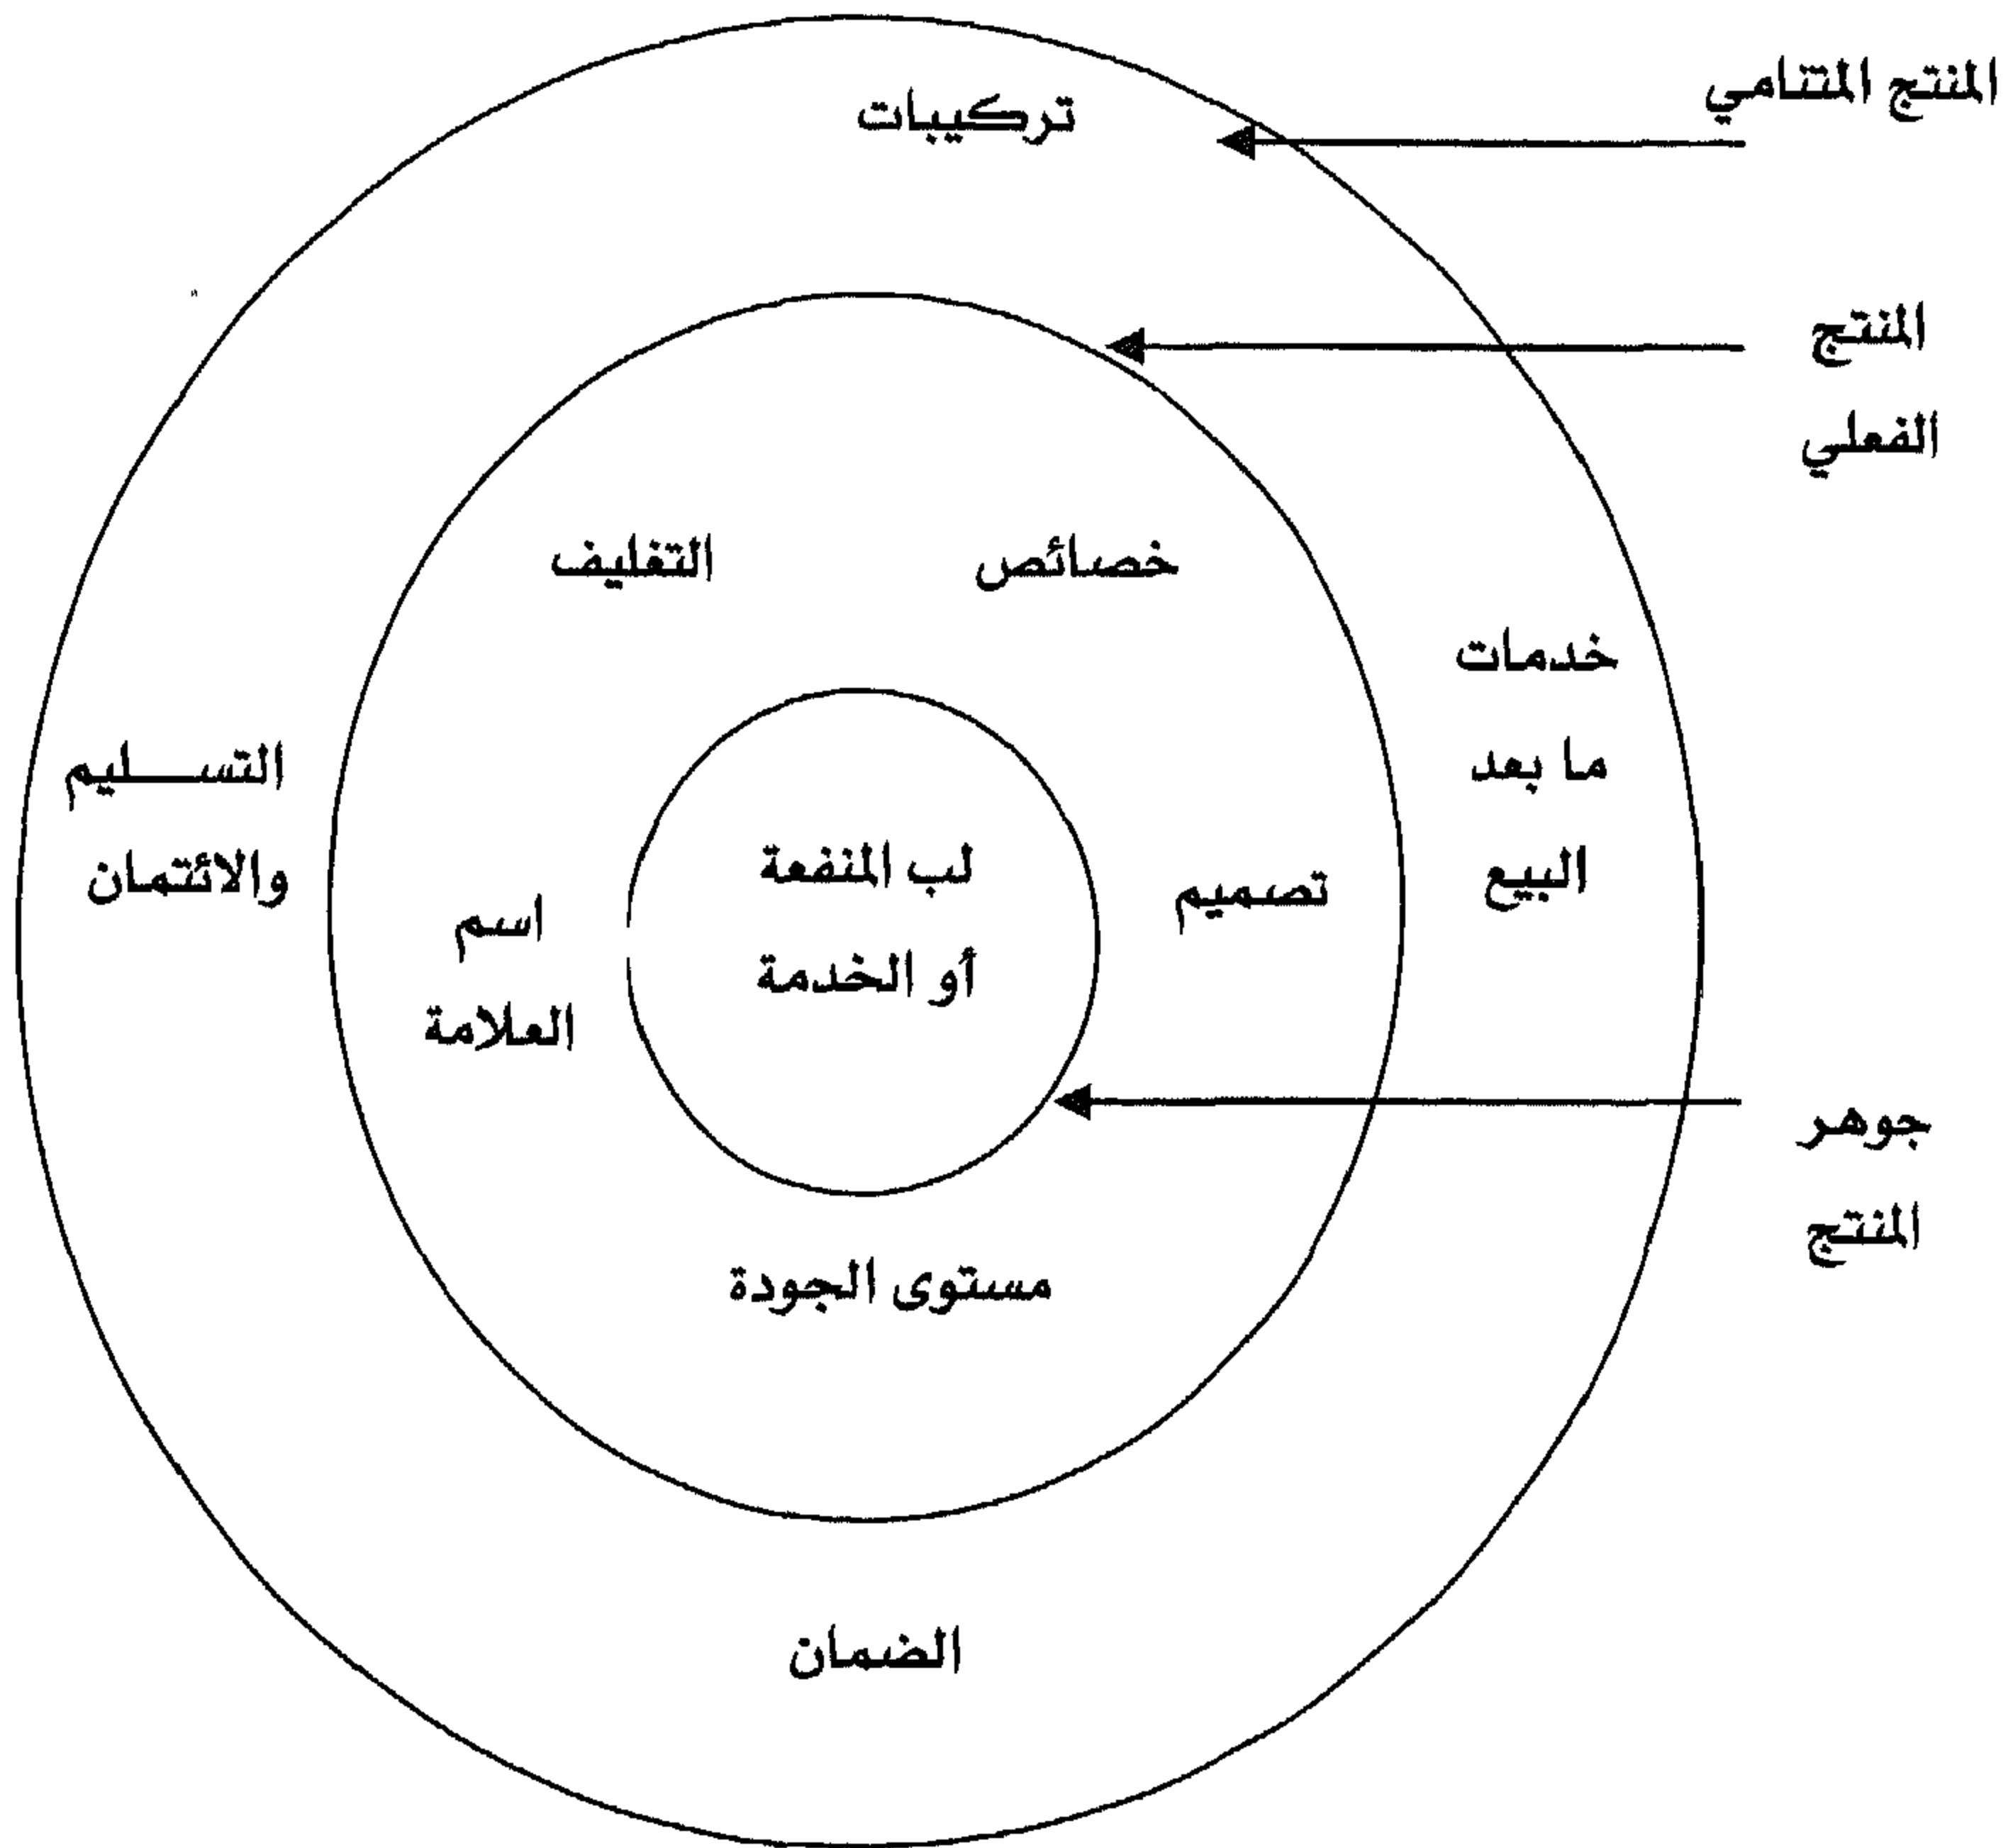 المنتج المتنامي
تركيبات
المنتج
الفعلي
خصائص
التغليف
خدمات
ما بعد
البيع
التســـليم
والائتمان
لب المنفعة
أو الخدمة
تصميم
اسم
العلامة
جوهر
المنتج
مستوى الجودة
الضمان